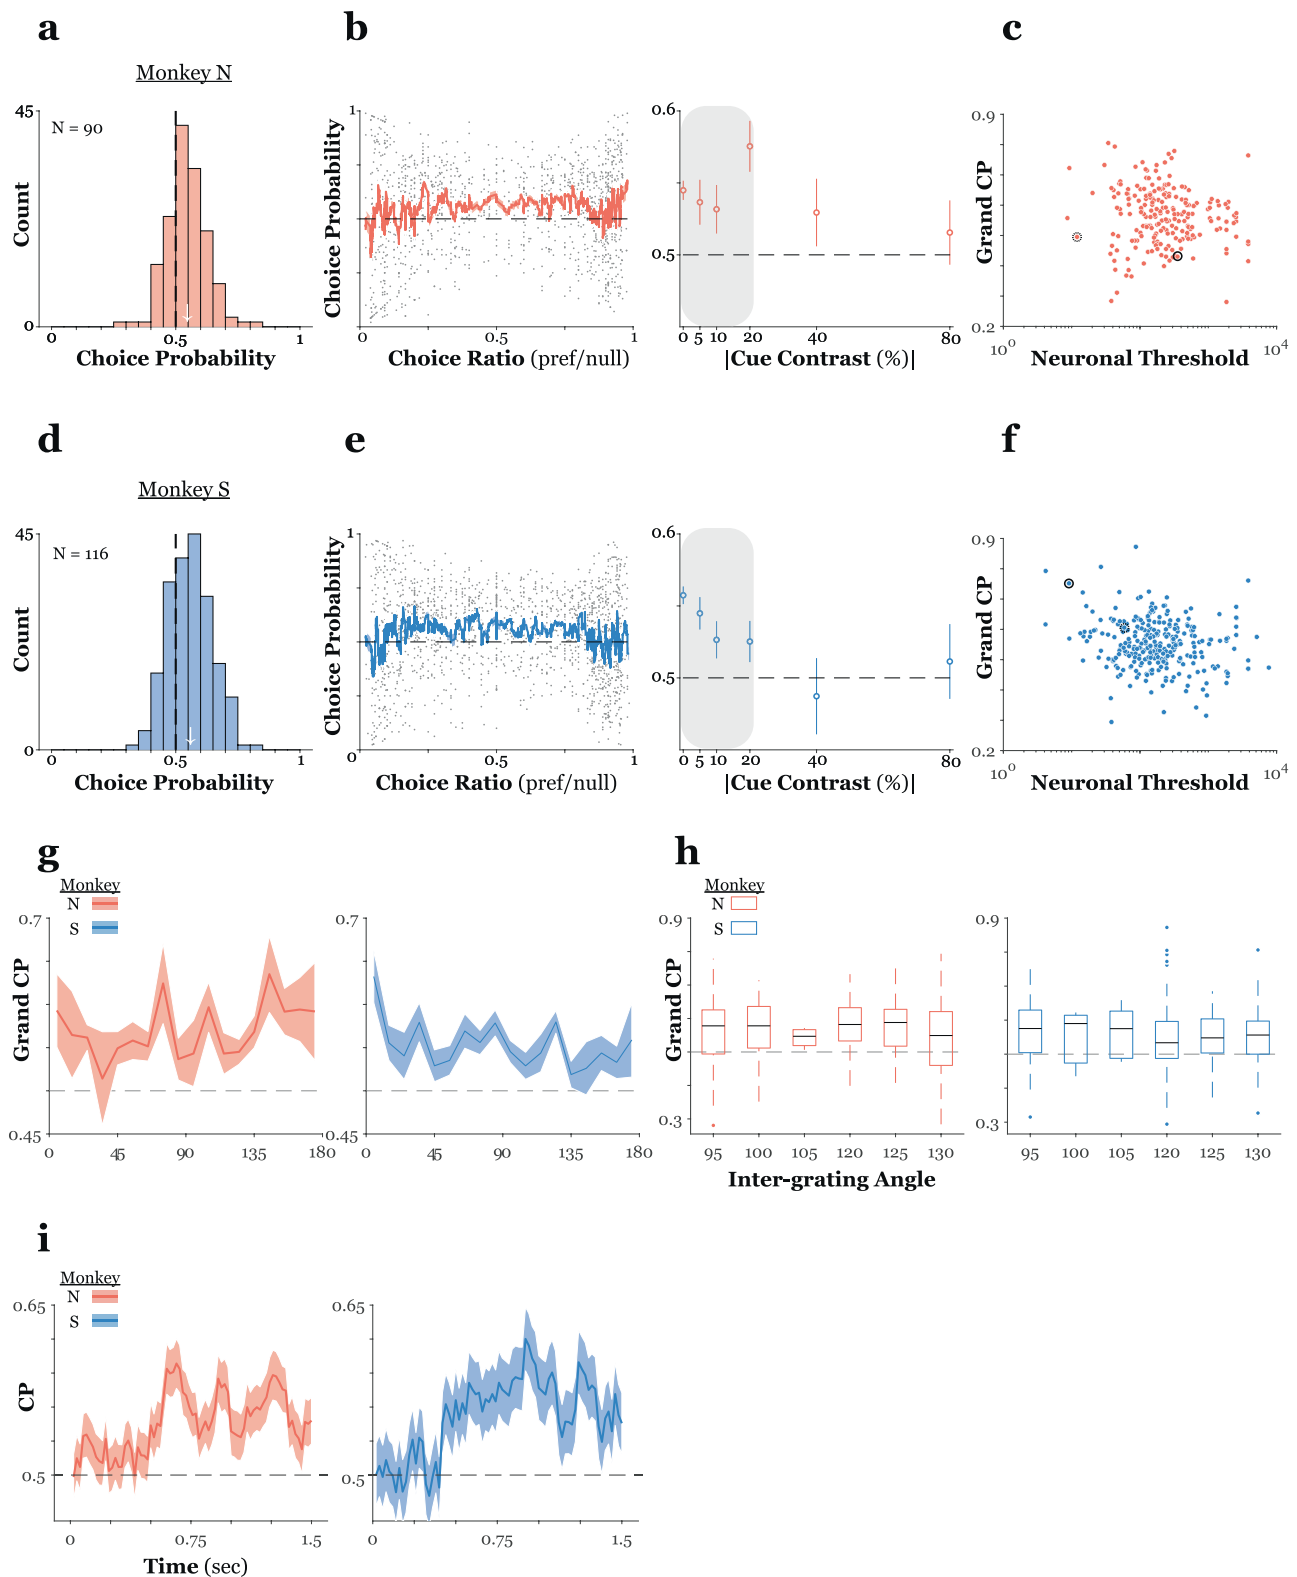 a
b
c
Monkey N
45
N = 90
Count
0
0
0.5
1
Choice Probability
1
Choice Probability
0
0
0.5
1
Choice Ratio (pref/null)
0.6
0.5
0 5 10 20 40 80
|Cue Contrast (%)|
0.9
Grand CP
0.2
10⁰
10⁴
Neuronal Threshold
d
e
f
Monkey S
45
N = 116
Count
0
0
0.5
1
Choice Probability
1
Choice Probability
0
0
0.5
1
Choice Ratio (pref/null)
0.6
0.5
0 5 10 20 40 80
|Cue Contrast (%)|
0.9
Grand CP
0.2
10⁰
10⁴
Neuronal Threshold
g
h
Monkey
N
S
0.7
Grand CP
0.45
0 45 90 135 180
0.7
0.45
0 45 90 135 180
Monkey
N
S
0.9
Grand CP
0.3
95 100 105 120 125 130
0.9
0.3
95 100 105 120 125 130
Inter-grating Angle
i
Monkey
N
S
0.65
CP
0.5
0 0.75 1.5
0.65
0.5
0 0.75 1.5
Time (sec)